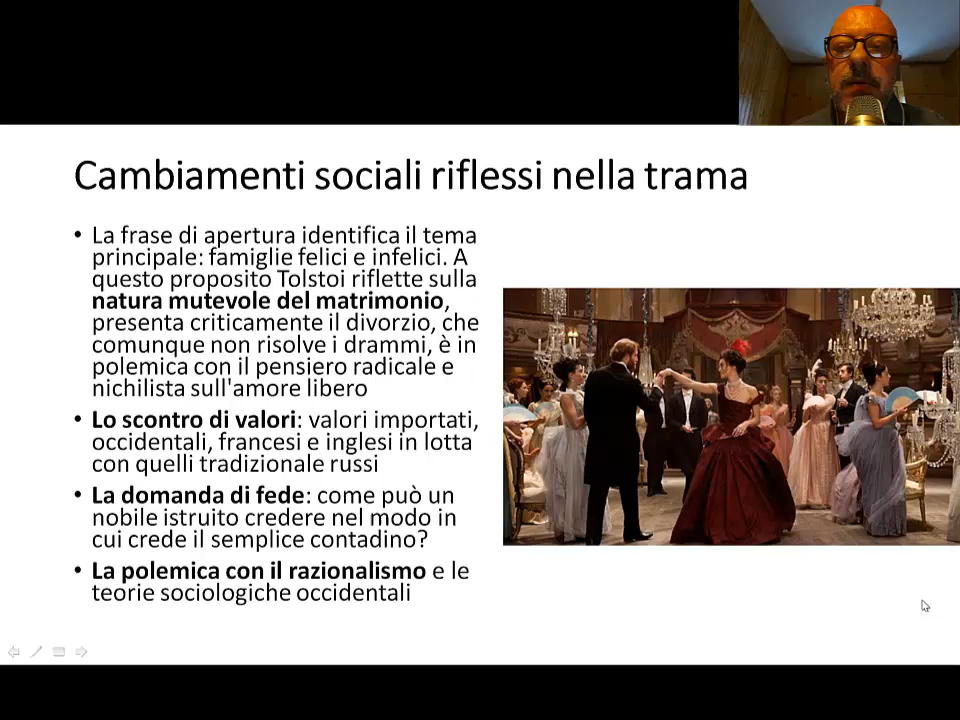 Cambiamenti sociali riflessi nella trama
• La frase di apertura identifica il tema
principale: famiglie felici e infelici. A
questo proposito Tolstoi riflette sulla
natura mutevole del matrimonio,
presenta criticamente il divorzio, che
comunque non risolve i drammi, è in
polemica con il pensiero radicale e
nichilista sull'amore libero
• Lo scontro di valori: valori importati,
occidentali, francesi e inglesi in lotta
con quelli tradizionale russi
• La domanda di fede: come può un
nobile istruito credere nel modo in
cui crede il semplice contadino?
• La polemica con il razionalismo e le
teorie sociologiche occidentali